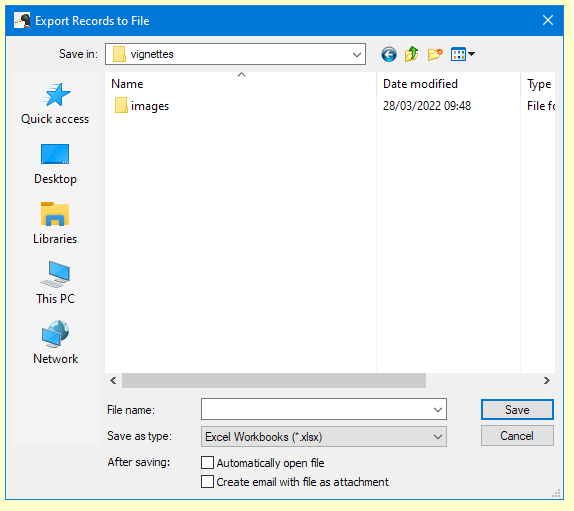 Export Records to File
Save in: vignettes
Name Date modified Type
images 28/03/2022 09:48 File fo
Quick access
Desktop
Libraries
This PC
Network
File name: Save
Save as type: Excel Workbooks (*.xlsx) Cancel
After saving: Automatically open file
Create email with file as attachment